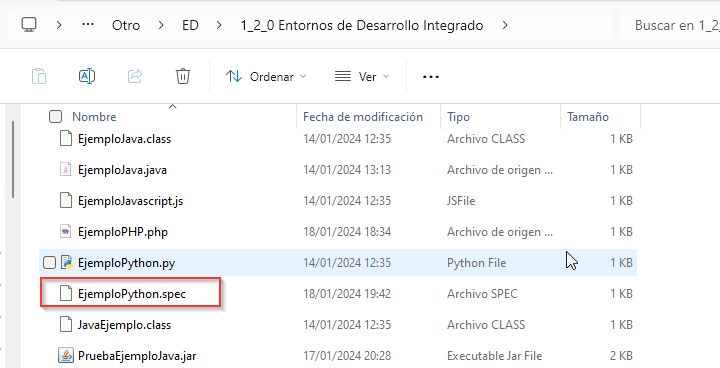 Otro > ED > 1_2_0 Entornos de Desarrollo Integrado > Buscar en 1_2_
Ordenar Ver
Nombre Fecha de modificación Tipo Tamaño
EjemploJava.class 14/01/2024 12:35 Archivo CLASS 1 KB
EjemploJava.java 14/01/2024 13:13 Archivo de origen ... 1 KB
EjemploJavascript.js 14/01/2024 12:35 JSFile 1 KB
EjemploPHP.php 18/01/2024 18:34 Archivo de origen ... 1 KB
EjemploPython.py 14/01/2024 12:35 Python File 1 KB
EjemploPython.spec 18/01/2024 19:42 Archivo SPEC 1 KB
JavaEjemplo.class 14/01/2024 12:35 Archivo CLASS 1 KB
PruebaEjemploJava.jar 17/01/2024 20:28 Executable Jar File 2 KB